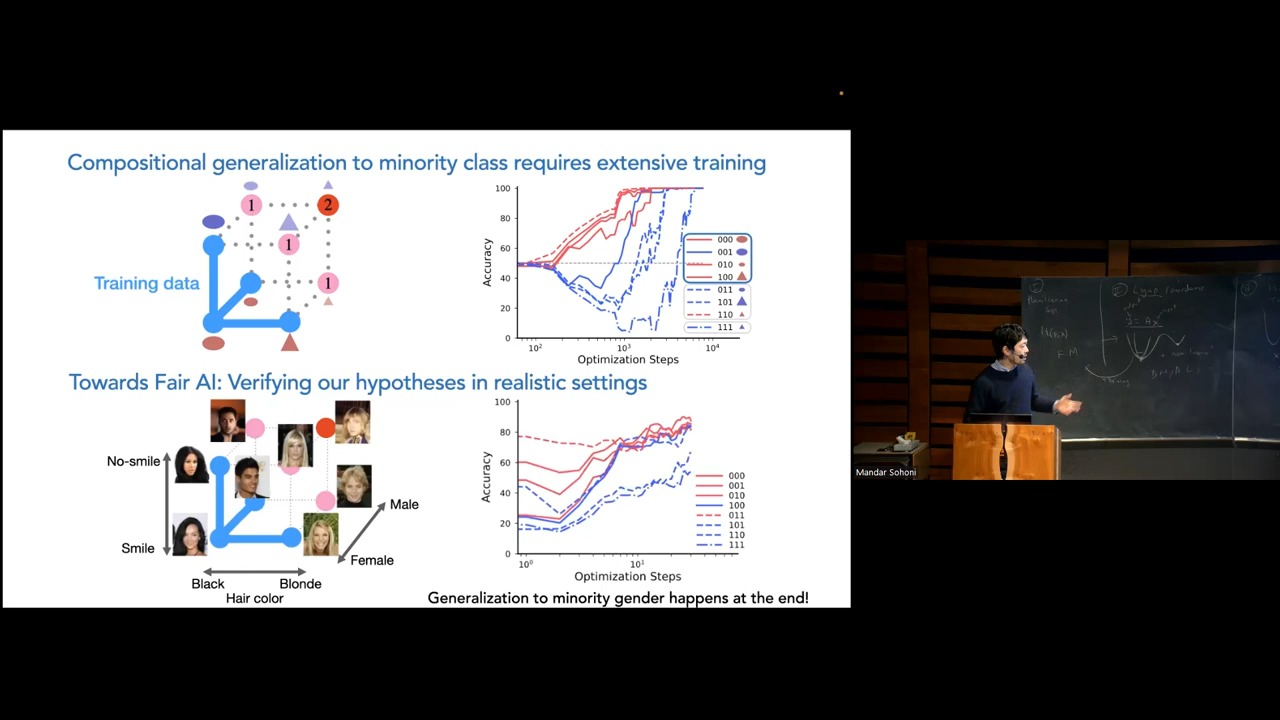 Compositional generalization to minority class requires extensive training
1
2
1
Training data
1
100
80
60
40
20
0
Accuracy
10²
10³
10⁴
Optimization Steps
000
001
010
100
011
101
110
111
Towards Fair AI: Verifying our hypotheses in realistic settings
No-smile
Smile
Male
Female
Black
Blonde
Hair color
100
80
60
40
20
0
Accuracy
10⁰
10¹
Optimization Steps
000
001
010
100
011
101
110
111
Generalization to minority gender happens at the end!
Mandar Sohoni